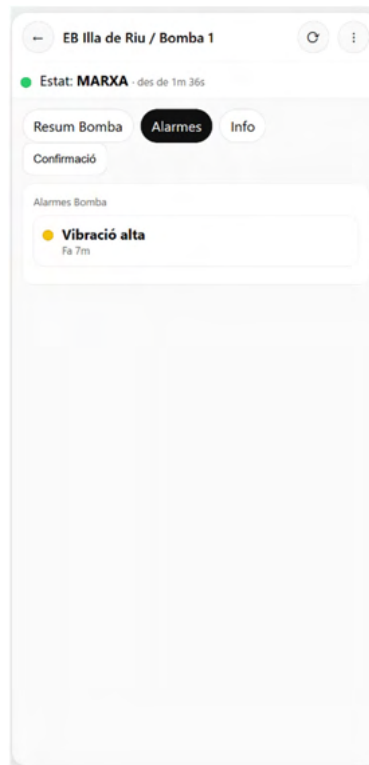 ← EB Illa de Riu / Bomba 1
Estat: MARXA · des de 1m 36s
Resum Bomba Alarmes Info
Confirmació
Alarmes Bomba
Vibració alta
Fa 7m